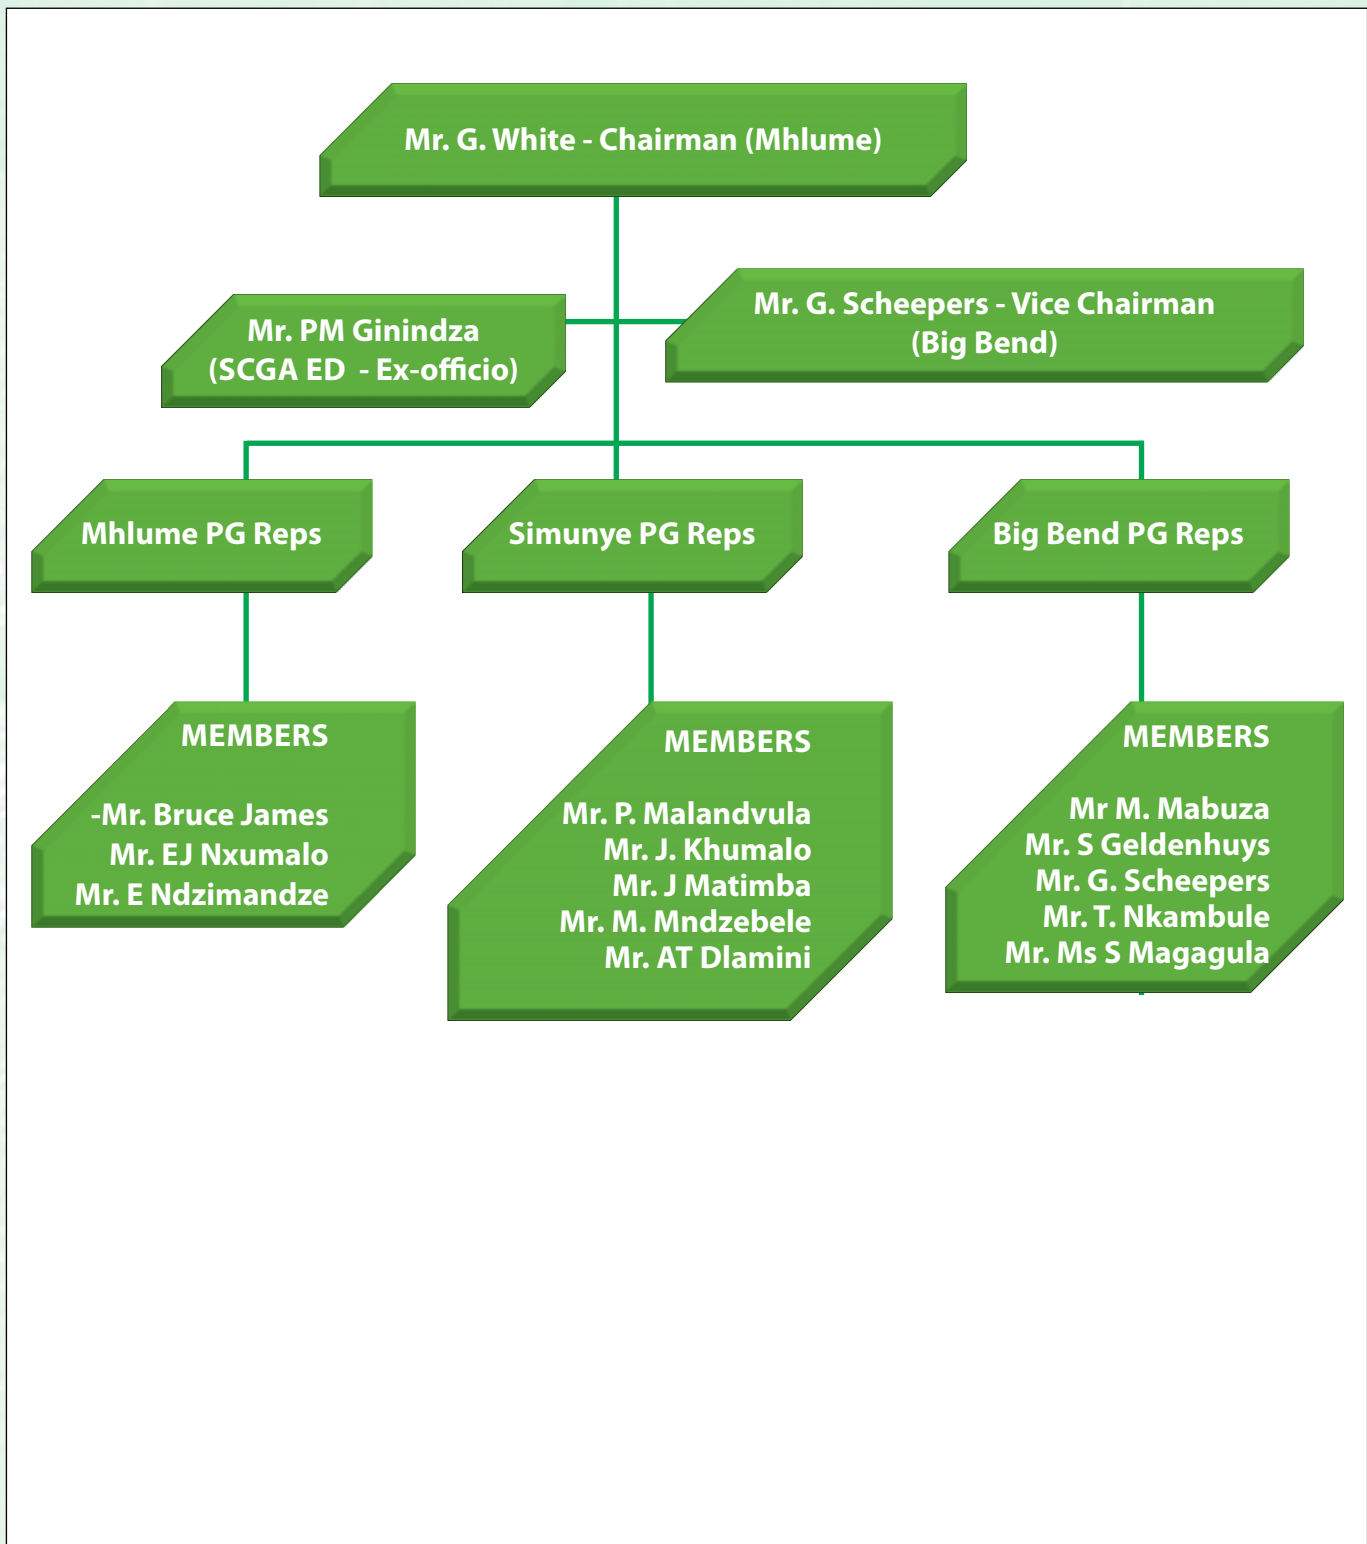 Mr. G. White - Chairman (Mhlume)
Mr. PM Ginindza
(SCGA ED - Ex-officio)
Mr. G. Scheepers - Vice Chairman
(Big Bend)
Mhlume PG Reps
Simunye PG Reps
Big Bend PG Reps
MEMBERS
-Mr. Bruce James
Mr. EJ Nxumalo
Mr. E Ndzimandze
MEMBERS
Mr. P. Malandvula
Mr. J. Khumalo
Mr. J Matimba
Mr. M. Mndzebele
Mr. AT Dlamini
MEMBERS
Mr M. Mabuza
Mr. S Geldenhuys
Mr. G. Scheepers
Mr. T. Nkambule
Mr. Ms S Magagula